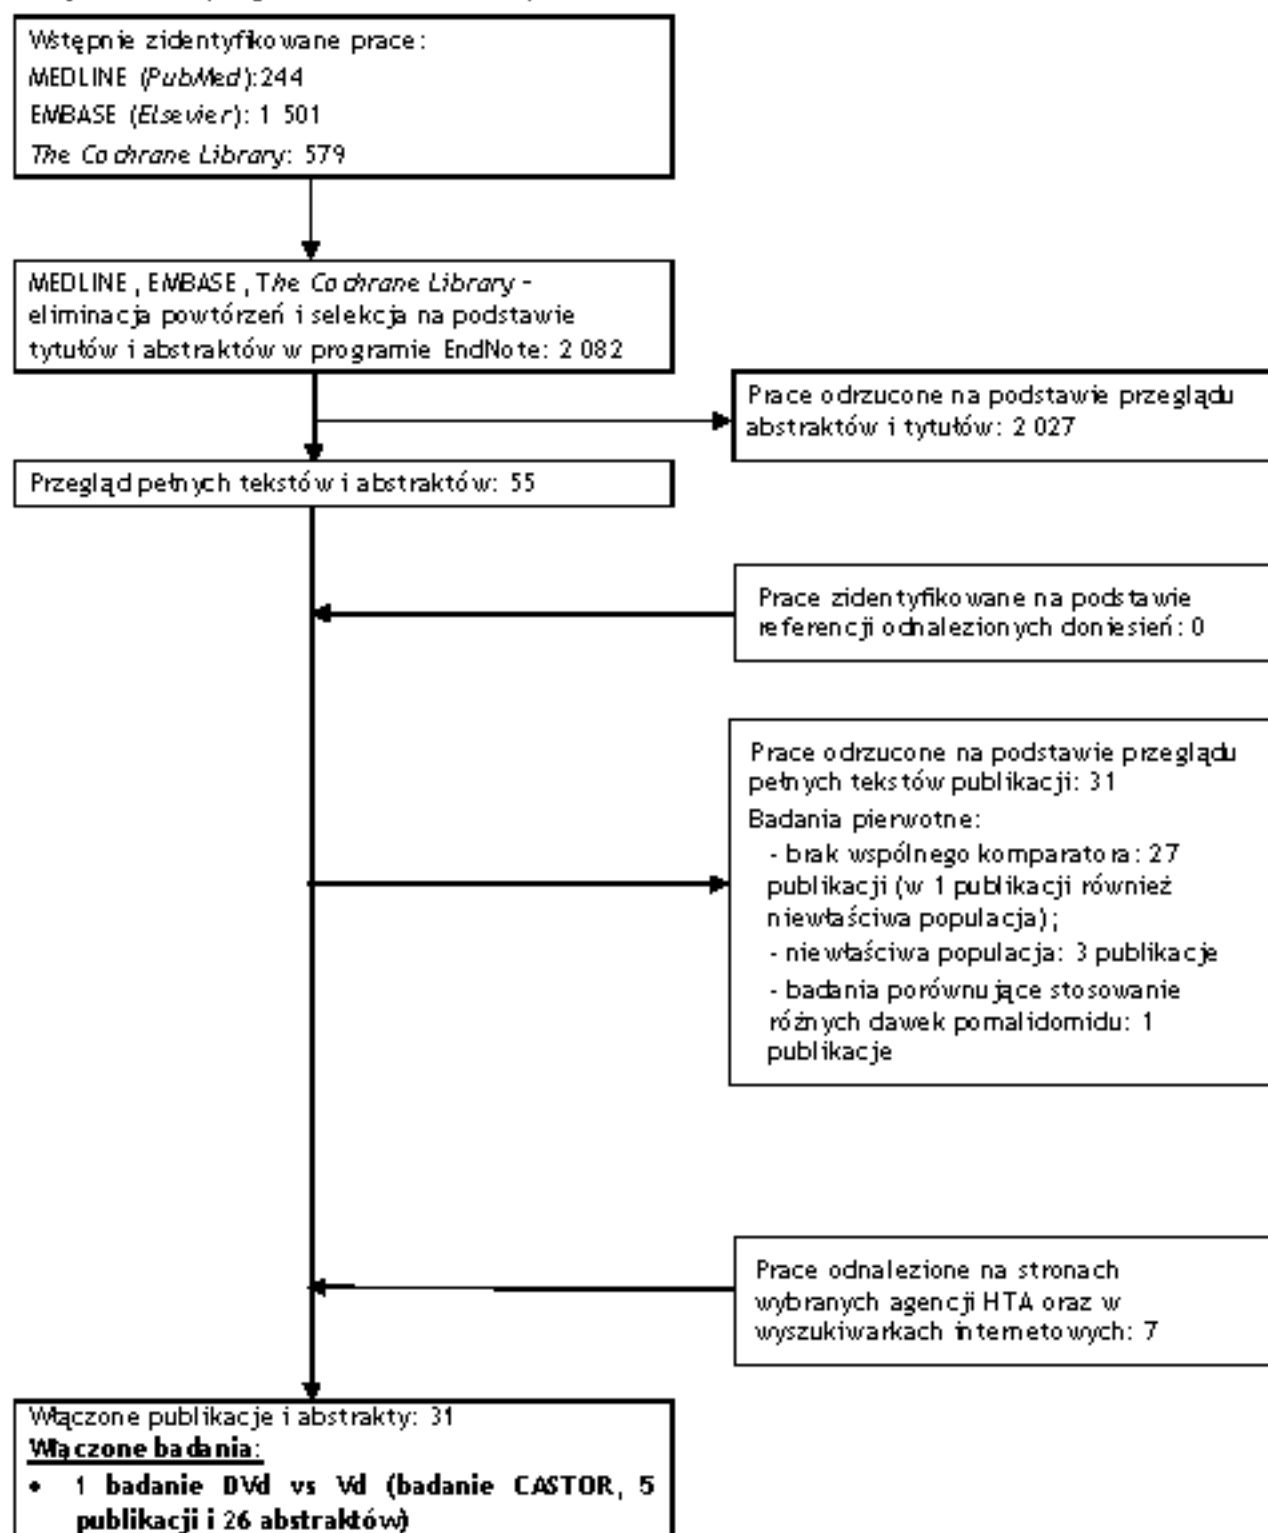 Wstępnie zidentyfikowane prace:
MEDLINE (PubMed):244
EMBASE (Elsevier): 1 501
The Cochrane Library: 579
MEDLINE, EMBASE, The Cochrane Library -
eliminacja powtórzeń i selekcja na podstawie
tytułów i abstraktów w programie EndNote: 2 082
Prace odrzucone na podstawie przeglądu
abstraktów i tytułów: 2 027
Przegląd pełnych tekstów i abstraktów: 55
Prace zidentyfikowane na podstawie
referencji odnalezionych doniesień: 0
Prace odrzucone na podstawie przeglądu
pełnych tekstów publikacji: 31
Badania pierwotne:
- brak wspólnego komparatora: 27
publikacji (w 1 publikacji również
niewłaściwa populacja);
- niewłaściwa populacja: 3 publikacje
- badania porównujące stosowanie
różnych dawek pomalidomidu: 1
publikacje
Prace odnalezione na stronach
wybranych agencji HTA oraz w
wyszukiwarkach internetowych: 7
Włączone publikacje i abstrakty: 31
Włączone badania:
• 1 badanie DVd vs Vd (badanie CASTOR, 5
publikacji i 26 abstraktów)